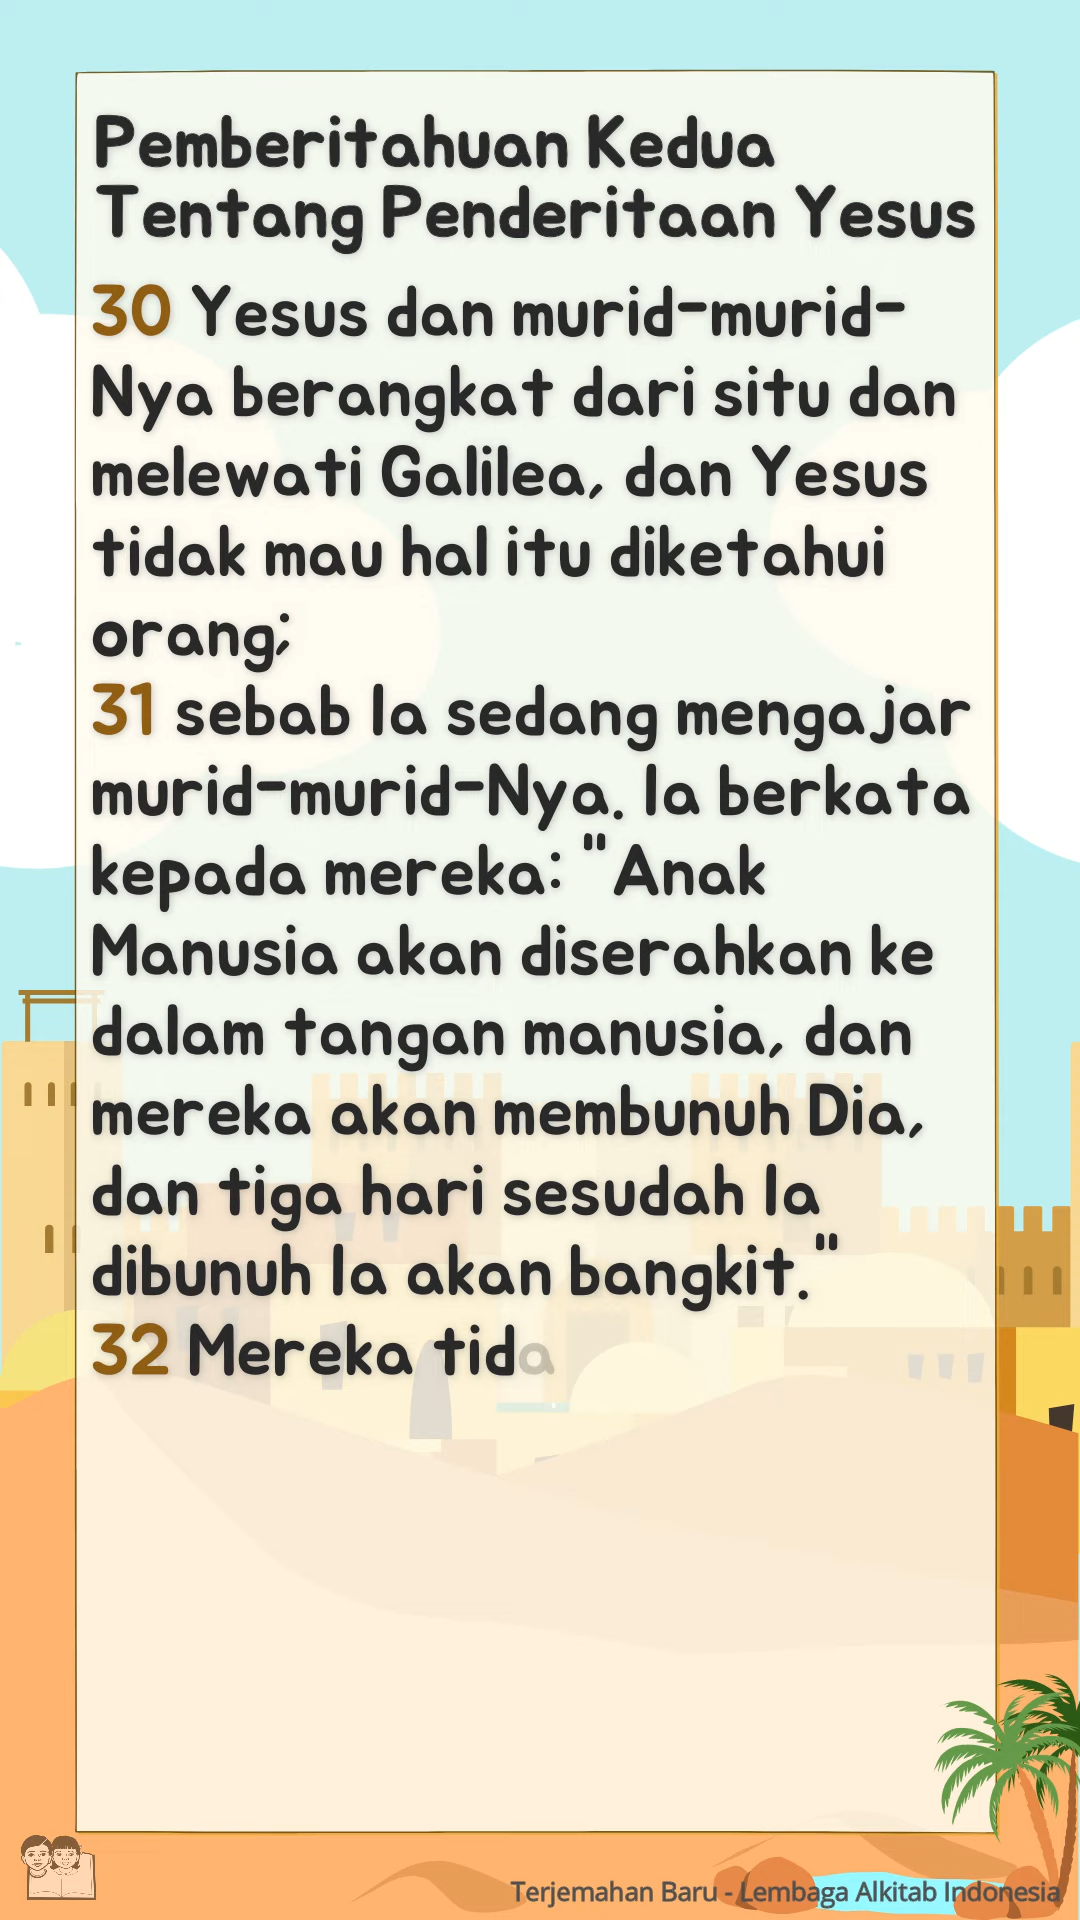 Pemberitahuan Kedua
Tentang Penderitaan Yesus
30 Yesus dan murid-murid-
Nya berangkat dari situ dan
melewati Galilea, dan Yesus
tidak mau hal itu diketahui
orang;
31 sebab Ia sedang mengajar
murid-murid-Nya. Ia berkata
kepada mereka: "Anak
Manusia akan diserahkan ke
dalam tangan manusia, dan
mereka akan membunuh Dia,
dan tiga hari sesudah Ia
dibunuh Ia akan bangkit."
32 Mereka tida
Terjemahan Baru - Lembaga Alkitab Indonesia